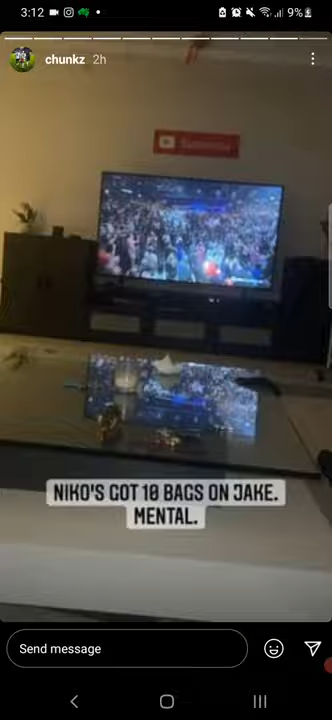 3:12
9%
chunkz 2h
NIKO'S GOT 10 BAGS ON JAKE.
MENTAL.
Send message